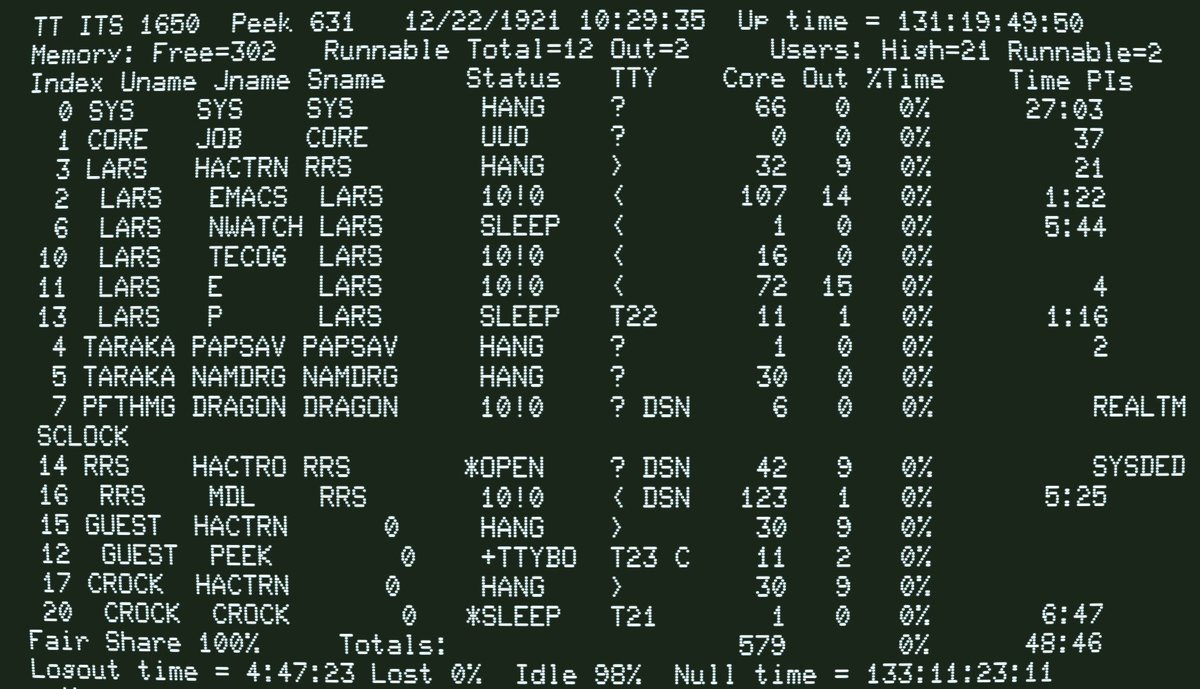 TT ITS 1650  Peek 631   12/22/1921 10:29:35  Up time = 131:19:49:50
Memory: Free=302   Runnable Total=12 Out=2     Users: High=21 Runnable=2
Index Uname Jname Sname     Status   TTY    Core Out %Time      Time PIs
0 SYS    SYS    SYS        HANG    ?        66   0   0%      27:03
1 CORE   JOB    CORE       UUO     ?         0   0   0%         37
3 LARS   HACTRN RRS        HANG    >        32   9   0%         21
2  LARS   EMACS  LARS      10!0    <       107  14   0%       1:22
6  LARS   NWATCH LARS      SLEEP   <         1   0   0%       5:44
10  LARS   TECO6  LARS      10!0    <        16   0   0%
11  LARS   E      LARS      10!0    <        72  15   0%          4
13  LARS   P      LARS      SLEEP   T22      11   1   0%       1:16
4 TARAKA PAPSAV PAPSAV     HANG    ?         1   0   0%          2
5 TARAKA NAMDRG NAMDRG     HANG    ?        30   0   0%
7 PFTHMG DRAGON DRAGON     10!0    ? DSN     6   0   0%          REALTM
SCLOCK
14 RRS    HACTRO RRS       *OPEN    ? DSN    42   9   0%          SYSDED
16  RRS    MDL    RRS       10!0    < DSN   123   1   0%       5:25
15 GUEST  HACTRN      0     HANG    >        30   9   0%
12  GUEST  PEEK        0    +TTYBO  T23 C    11   2   0%
17 CROCK  HACTRN      0     HANG    >        30   9   0%
20  CROCK  CROCK       0   *SLEEP   T21       1   0   0%       6:47
Fair Share 100%     Totals:                 579       0%      48:46
Logout time = 4:47:23 Lost 0%  Idle 98%  Null time = 133:11:23:11